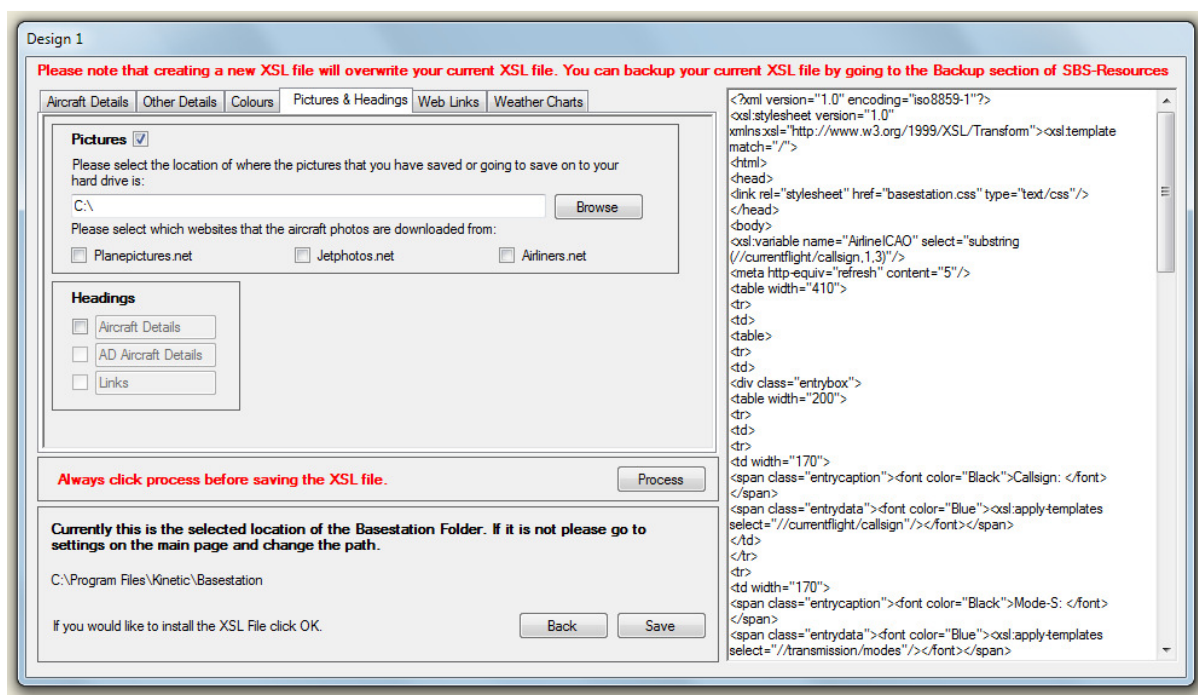 Design 1
Please note that creating a new XSL file will overwrite your current XSL file. You can backup your current XSL file by going to the Backup section of SBS-Resources
Aircraft Details Other Details Colours Pictures & Headings Web Links Weather Charts
Pictures
Please select the location of where the pictures that you have saved or going to save on to your
hard drive is:
C:\
Browse
Please select which websites that the aircraft photos are downloaded from:
Planepictures.net Jetphotos.net Airliners.net
Headings
Aircraft Details
AD Aircraft Details
Links
Always click process before saving the XSL file.
Process
Currently this is the selected location of the Basestation Folder. If it is not please go to
settings on the main page and change the path.
C:\Program Files\Kinetic\Basestation
If you would like to install the XSL File click OK.
Back Save
<?xml version="1.0" encoding="iso8859-1"?>
<xsl:stylesheet version="1.0"
xmlns:xsl="http://www.w3.org/1999/XSL/Transform"><xsl:template
match="/">
<html>
<head>
<link rel="stylesheet" href="basestation.css" type="text/css"/>
</head>
<body>
<xsl:variable name="AirlineICAO" select="substring
(//currentflight/callsign,1,3)"/>
<meta http-equiv="refresh" content="5"/>
<table width="410">
<tr>
<td>
<table>
<tr>
<td>
<div class="entrybox">
<table width="200">
<tr>
<td>
<tr>
<td width="170">
<span class="entrycaption"><font color="Black">Callsign: </font>
</span>
<span class="entrydata"><font color="Blue"><xsl:apply-templates
select="//currentflight/callsign"/></font></span>
</td>
</tr>
<tr>
<td width="170">
<span class="entrycaption"><font color="Black">Mode-S: </font>
</span>
<span class="entrydata"><font color="Blue"><xsl:apply-templates
select="//transmission/modes"/></font></span>